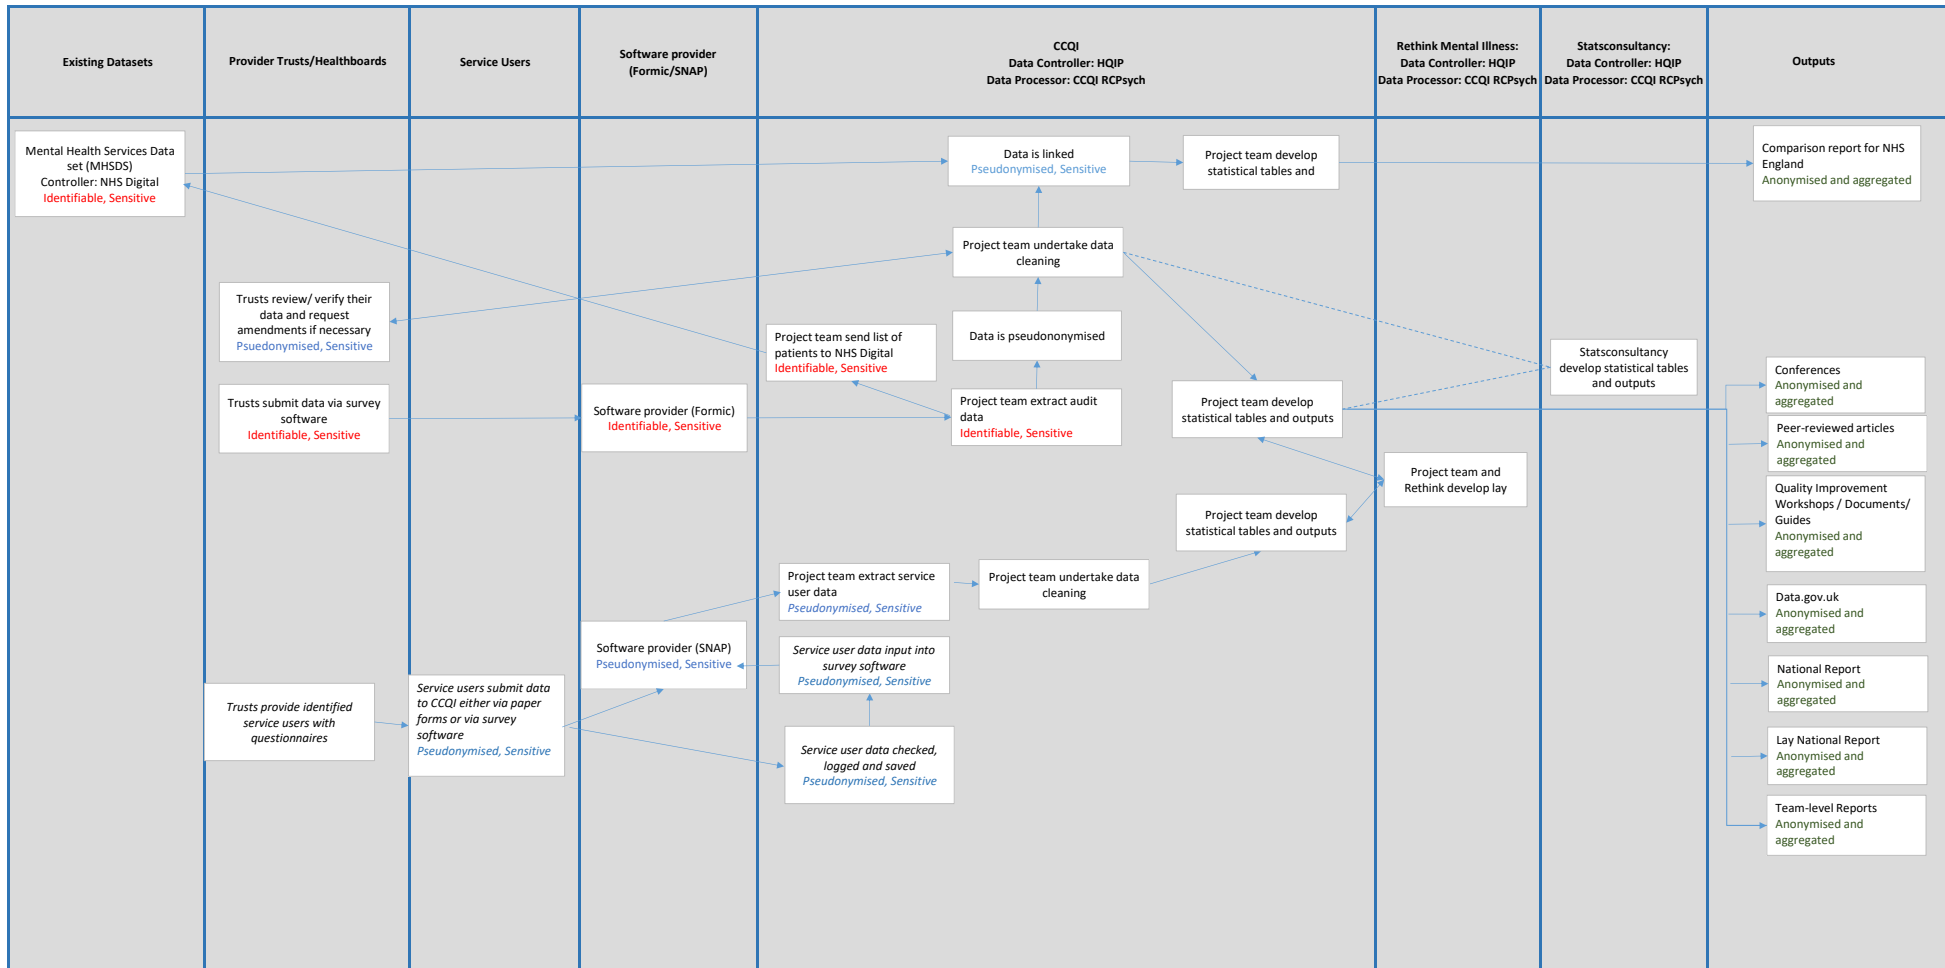 Existing Datasets
Provider Trusts/Healthboards
Service Users
Software provider
(Formic/SNAP)
CCQI
Data Controller: HQIP
Data Processor: CCQI RCPsych
Rethink Mental Illness:
Data Controller: HQIP
Data Processor: CCQI RCPsych
Statsconsultancy:
Data Controller: HQIP
Data Processor: CCQI RCPsych
Outputs
Mental Health Services Data
set (MHSDS)
Controller: NHS Digital
Identifiable, Sensitive
Data is linked
Pseudonymised, Sensitive
Project team develop
statistical tables and
Comparison report for NHS
England
Anonymised and aggregated
Project team undertake data
cleaning
Trusts review/ verify their
data and request
amendments if necessary
Psuedonymised, Sensitive
Project team send list of
patients to NHS Digital
Identifiable, Sensitive
Data is pseudononymised
Statsconsultancy
develop statistical tables
and outputs
Trusts submit data via survey
software
Identifiable, Sensitive
Software provider (Formic)
Identifiable, Sensitive
Project team extract audit
data
Identifiable, Sensitive
Project team develop
statistical tables and outputs
Conferences
Anonymised and
aggregated
Peer-reviewed articles
Anonymised and
aggregated
Project team and
Rethink develop lay
Quality Improvement
Workshops / Documents/
Guides
Anonymised and
aggregated
Project team develop
statistical tables and outputs
Project team extract service
user data
Pseudonymised, Sensitive
Project team undertake data
cleaning
Data.gov.uk
Anonymised and
aggregated
Software provider (SNAP)
Pseudonymised, Sensitive
Service user data input into
survey software
Pseudonymised, Sensitive
National Report
Anonymised and
aggregated
Trusts provide identified
service users with
questionnaires
Service users submit data
to CCQI either via paper
forms or via survey
software
Pseudonymised, Sensitive
Service user data checked,
logged and saved
Pseudonymised, Sensitive
Lay National Report
Anonymised and
aggregated
Team-level Reports
Anonymised and
aggregated